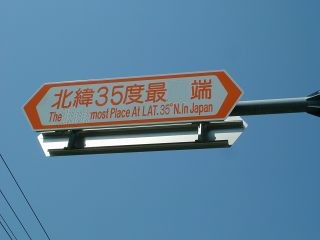 北緯35度最 端
The most Place At LAT. 35°N.in Japan